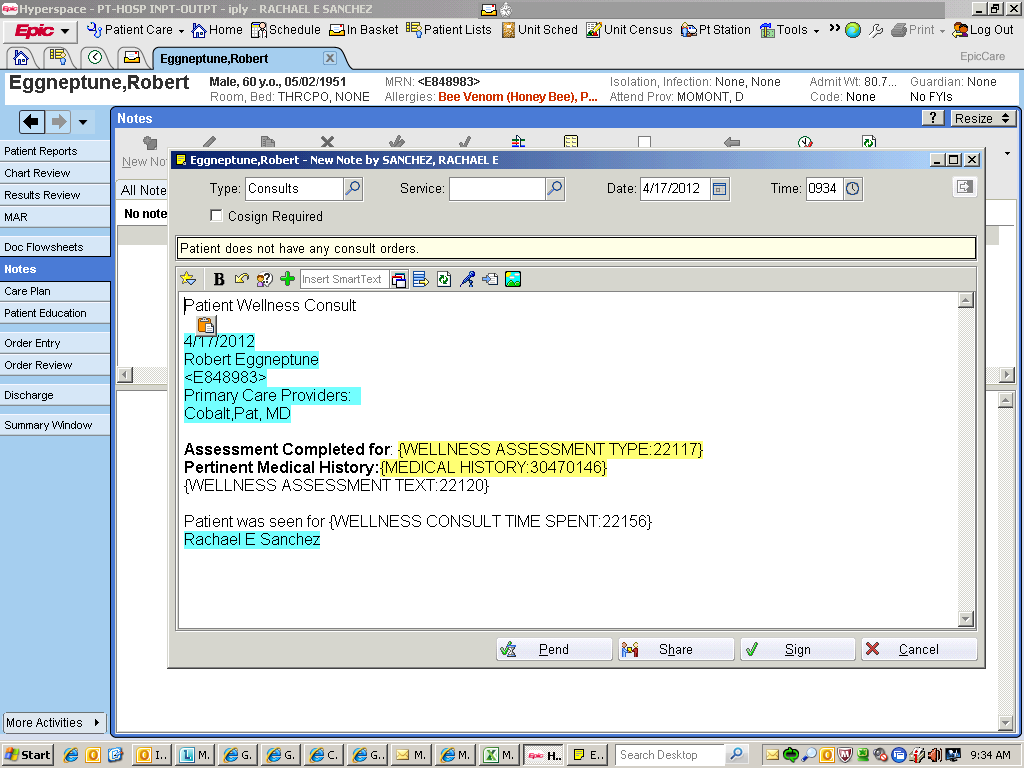 Hyperspace - PT-HOSP INPT-OUTPT - iply - RACHAEL E SANCHEZ
Epic Patient Care Home Schedule In Basket Patient Lists Unit Sched Unit Census Pt Station Tools Print Log Out
Eggneptune,Robert EpicCare
Eggneptune,Robert
Male, 60 y.o., 05/02/1951 MRN: <E848983> Isolation, Infection: None, None Admit Wt: 80.7... Guardian: None
Room, Bed: THRCPO, NONE Allergies: Bee Venom (Honey Bee), P... Attend Prov: MOMONT, D Code: None No FYIs
Notes ? Resize
Patient Reports
Chart Review
Results Review
MAR
Doc Flowsheets
Notes
Care Plan
Patient Education
Order Entry
Order Review
Discharge
Summary Window
More Activities
New No
All Note
No note
Eggneptune,Robert - New Note by SANCHEZ, RACHAEL E
Type: Consults Service: Date: 4/17/2012 Time: 0934
Cosign Required
Patient does not have any consult orders.
B Insert SmartText
Patient Wellness Consult
4/17/2012
Robert Eggneptune
<E848983>
Primary Care Providers:
Cobalt,Pat, MD
Assessment Completed for: {WELLNESS ASSESSMENT TYPE:22117}
Pertinent Medical History:{MEDICAL HISTORY:30470146}
{WELLNESS ASSESSMENT TEXT:22120}
Patient was seen for {WELLNESS CONSULT TIME SPENT:22156}
Rachael E Sanchez
Pend Share Sign Cancel
Start I.. M.. G.. G.. C.. G.. M.. M.. M.. H.. E.. Search Desktop 9:34 AM